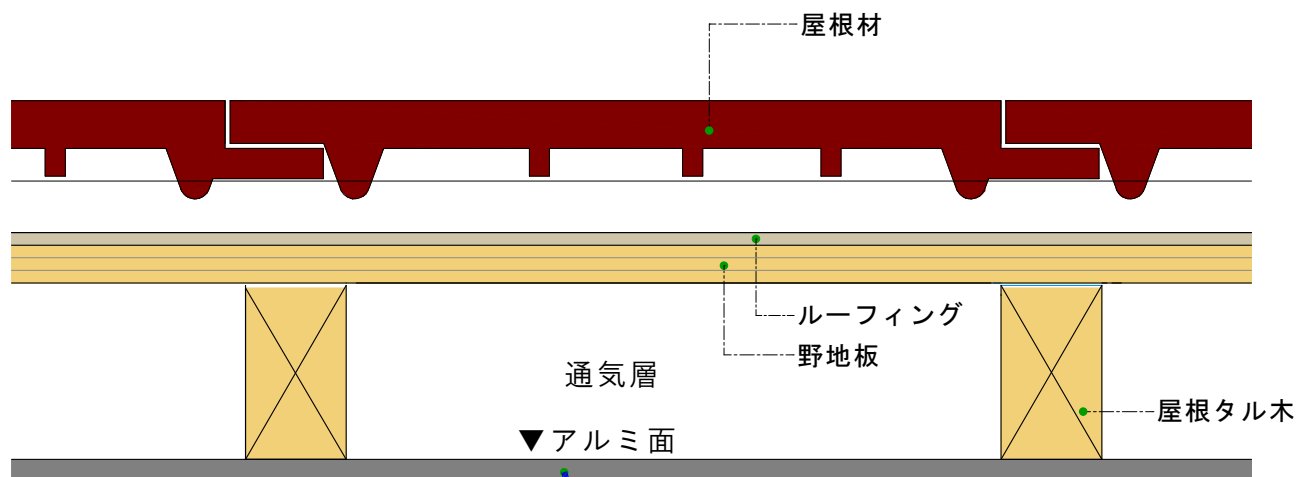 屋根材
ルーフィング
野地板
通気層
屋根タル木
▼アルミ面